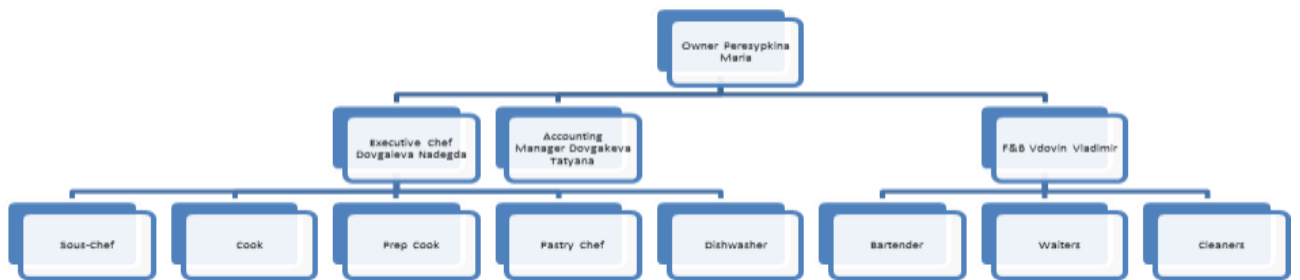 Owner Peresypkina
Maria
Executive Chef
Dovgaleva Nadegda
Accounting
Manager Dovgakeva
Tatyana
F&B Vdovin Vladimir
Sous-Chef
Cook
Prep Cook
Pastry Chef
Dishwasher
Bartender
Waiters
Cleaners